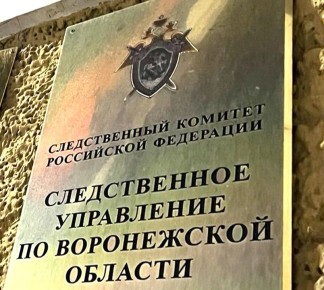 СЛЕДСТВЕННЫЙ КОМИТЕТ
РОССИЙСКОЙ ФЕДЕРАЦИИ
СЛЕДСТВЕННОЕ
УПРАВЛЕНИЕ
ПО ВОРОНЕЖСКОЙ
ОБЛАСТИ